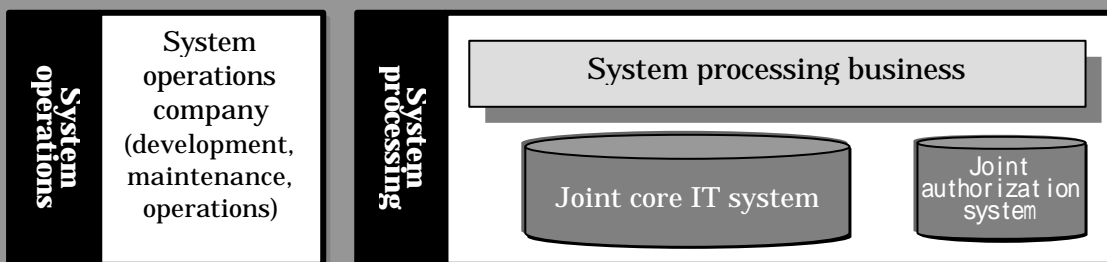 System
operations
System
operations
company
(development,
maintenance,
operations)
System
processing
System processing business
Joint core IT system
Joint
authorization
system